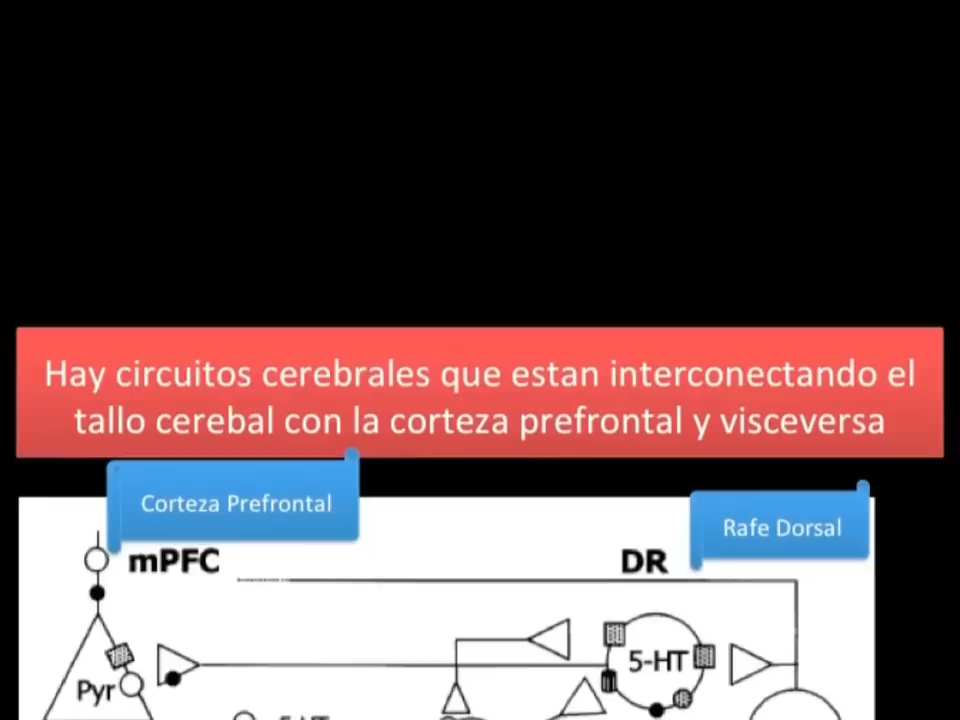 Hay circuitos cerebrales que estan interconectando el
tallo cerebal con la corteza prefrontal y visceversa
Corteza Prefrontal
Rafe Dorsal
mPFC
DR
5-HT
Pyr